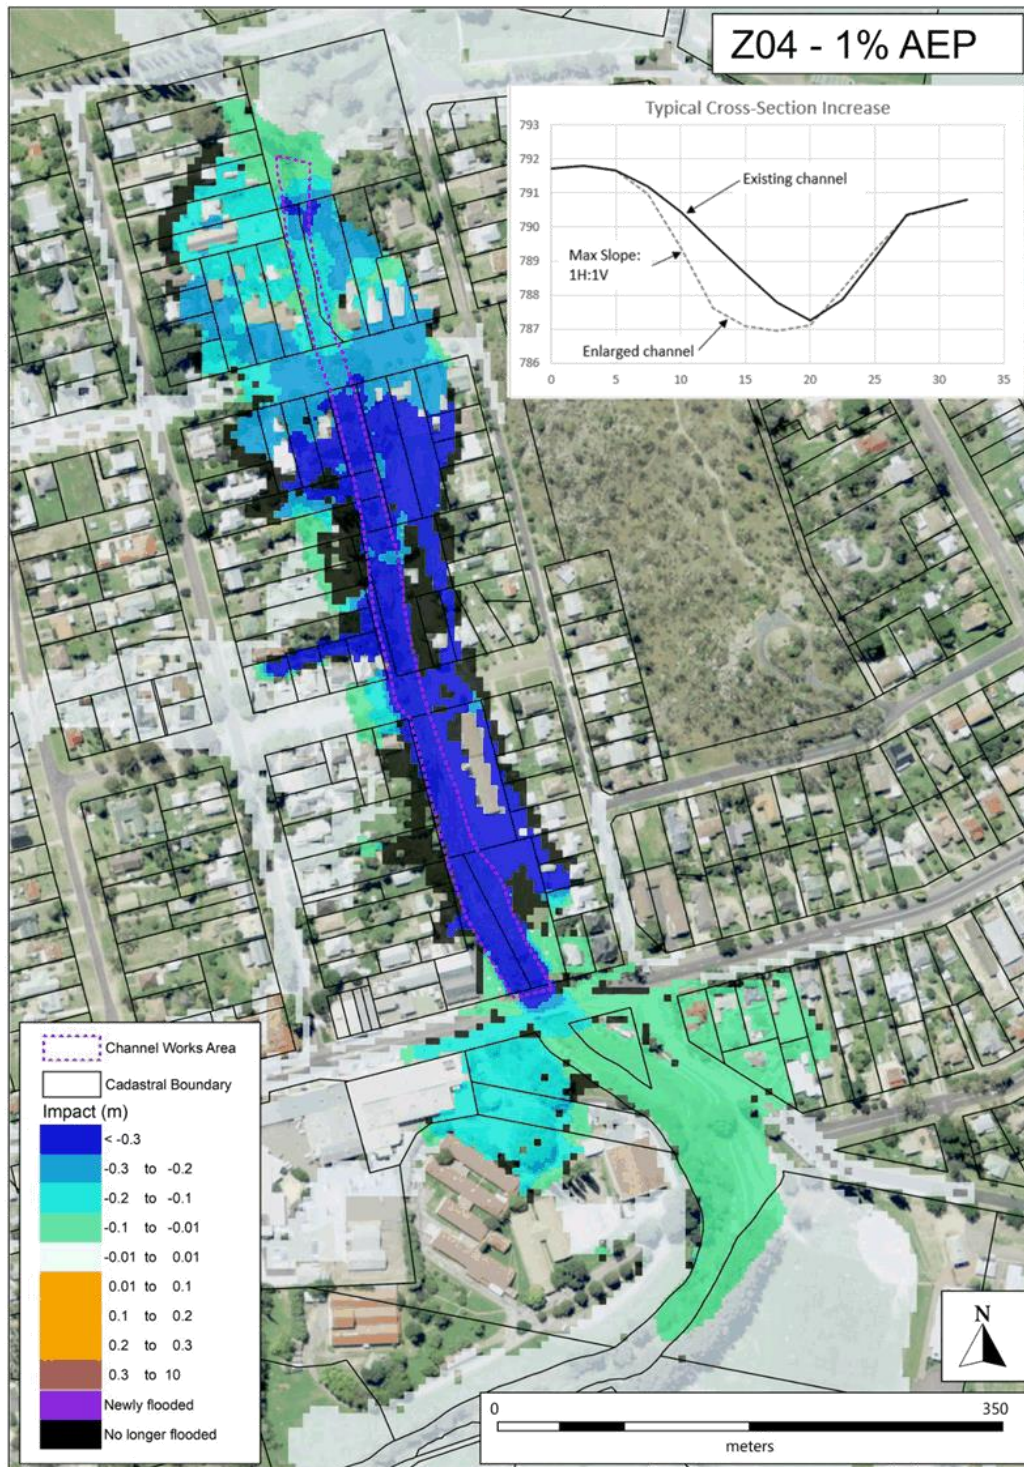 Z04 - 1% AEP
Typical Cross-Section Increase
793
792
791
790
789
788
787
786
0 5 10 15 20 25 30 35
Existing channel
Max Slope:
1H:1V
Enlarged channel
Channel Works Area
Cadastral Boundary
Impact (m)
< -0.3
-0.3 to -0.2
-0.2 to -0.1
-0.1 to -0.01
-0.01 to 0.01
0.01 to 0.1
0.1 to 0.2
0.2 to 0.3
0.3 to 10
Newly flooded
No longer flooded
N
0 350
meters